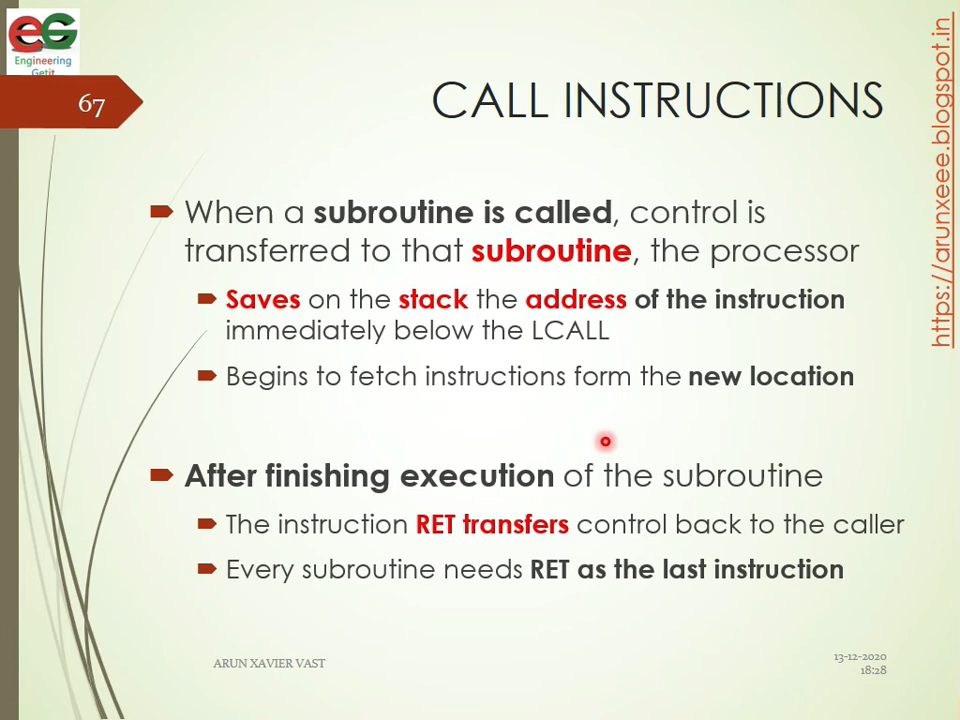 eG
Engineering
Getit
67
CALL INSTRUCTIONS
https://arunxeee.blogspot.in
When a subroutine is called, control is
transferred to that subroutine, the processor
Saves on the stack the address of the instruction
immediately below the LCALL
Begins to fetch instructions form the new location
After finishing execution of the subroutine
The instruction RET transfers control back to the caller
Every subroutine needs RET as the last instruction
ARUN XAVIER VAST
13-12-2020
18:28